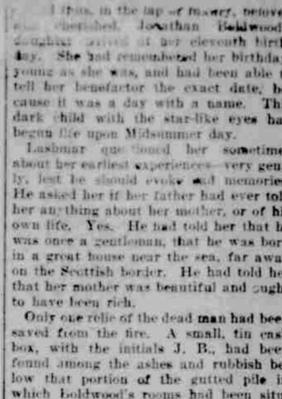 Thus, in the lap of luxury, belove
and cherished, Jonathan Boldwood
daughter arrived at her eleventh birt
day. She had remembered her birthda
young as she was, and had been able t
tell her benefactor the exact date, be
cause it was a day with a name. Th
dark child with the star-like eyes ha
begun life upon Midsummer day.
Lashmar questioned her sometime
about her earliest experiences very gen
ly, lest he should evoke sad memorie
He asked her if her father had ever tol
her anything about her mother, or of hi
own life. Yes. He had told her that h
was once a gentleman, that he was bor
in a great house near the sea, far awa
on the Scottish border. He had told he
that her mother was beautiful and ough
to have been rich.
Only one relic of the dead man had bee
saved from the fire. A small, tin cas
box, with the initials J. B., had bee
found among the ashes and rubbish be
low that portion of the gutted pile i
which Boldwood's rooms had been situ